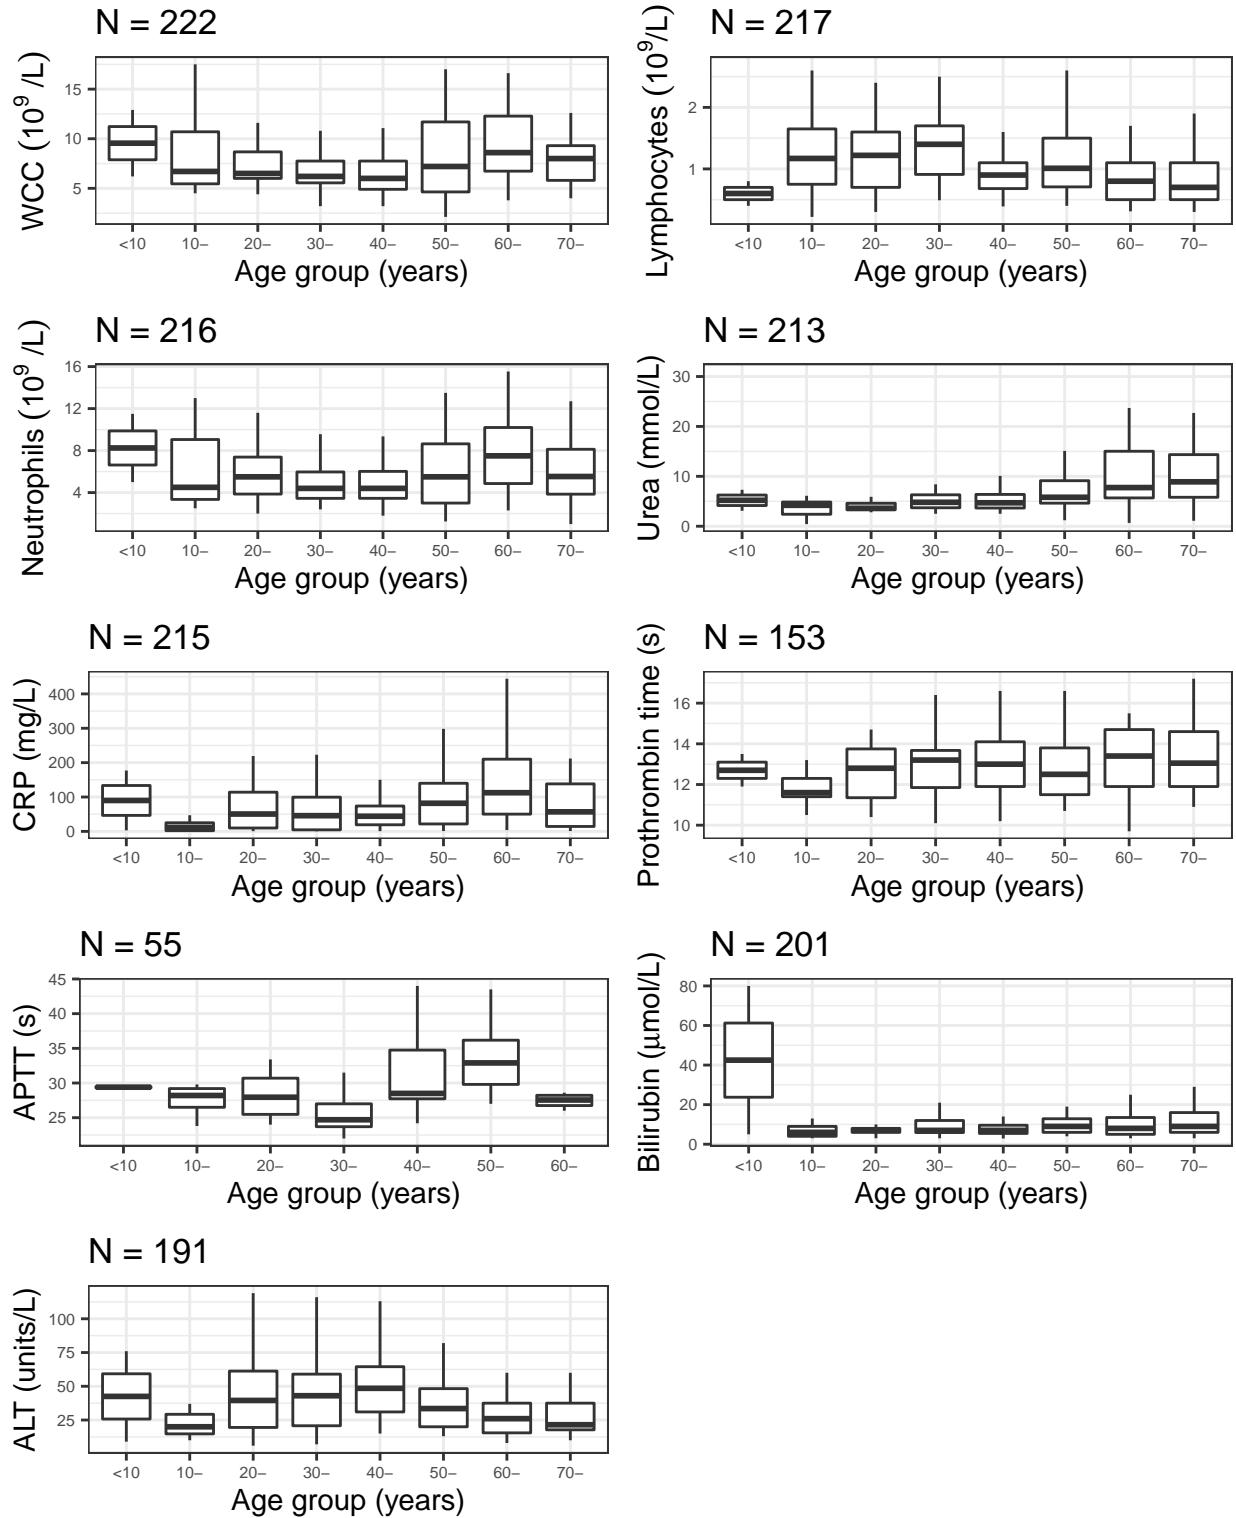 N = 222
WCC (10⁹ /L)
15
10
5
<10 10− 20− 30− 40− 50− 60− 70−
Age group (years)
N = 217
Lymphocytes (10⁹/L)
2
1
<10 10− 20− 30− 40− 50− 60− 70−
Age group (years)
N = 216
Neutrophils (10⁹ /L)
16
12
8
4
<10 10− 20− 30− 40− 50− 60− 70−
Age group (years)
N = 213
Urea (mmol/L)
30
20
10
0
<10 10− 20− 30− 40− 50− 60− 70−
Age group (years)
N = 215
CRP (mg/L)
400
300
200
100
0
<10 10− 20− 30− 40− 50− 60− 70−
Age group (years)
N = 153
Prothrombin time (s)
16
14
12
10
<10 10− 20− 30− 40− 50− 60− 70−
Age group (years)
N = 55
APTT (s)
45
40
35
30
25
<10 10− 20− 30− 40− 50− 60−
Age group (years)
N = 201
Bilirubin (μmol/L)
80
60
40
20
0
<10 10− 20− 30− 40− 50− 60− 70−
Age group (years)
N = 191
ALT (units/L)
100
75
50
25
<10 10− 20− 30− 40− 50− 60− 70−
Age group (years)